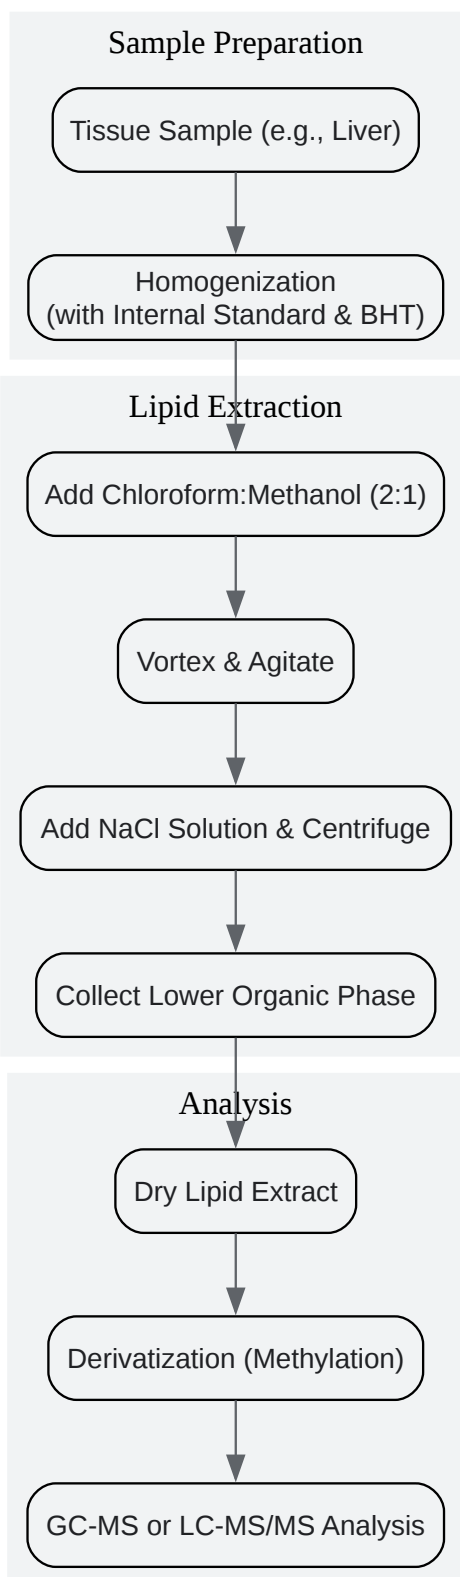 Sample Preparation
Tissue Sample (e.g., Liver)
Homogenization
(with Internal Standard & BHT)
Lipid Extraction
Add Chloroform:Methanol (2:1)
Vortex & Agitate
Add NaCl Solution & Centrifuge
Collect Lower Organic Phase
Analysis
Dry Lipid Extract
Derivatization (Methylation)
GC-MS or LC-MS/MS Analysis